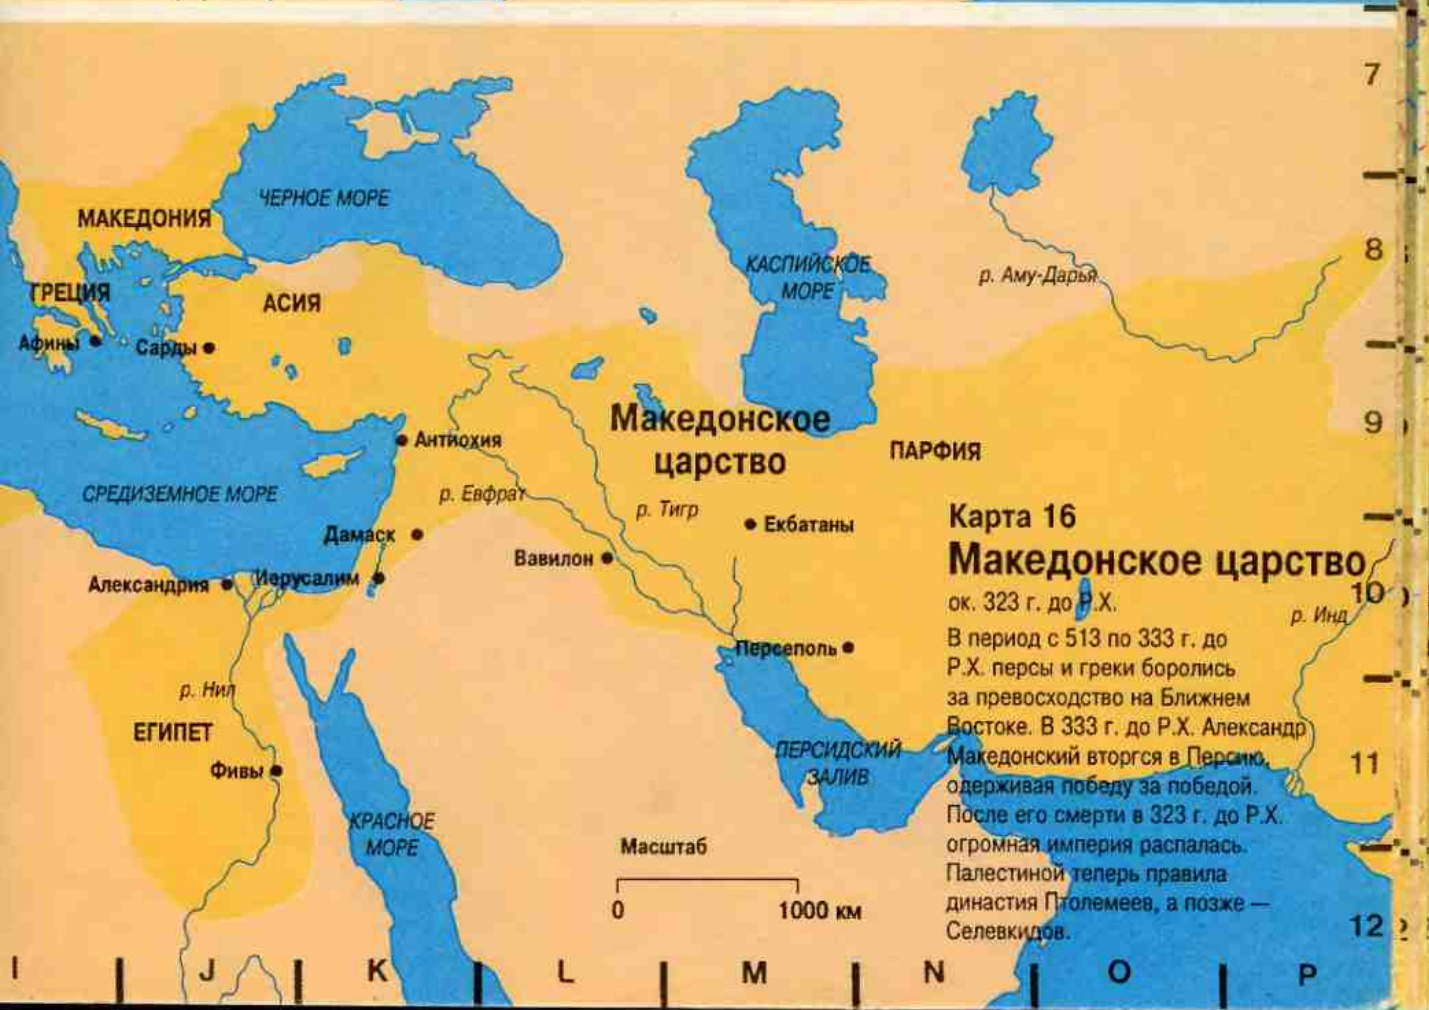 7
ЧЕРНОЕ МОРЕ
МАКЕДОНИЯ
8
КАСПИЙСКОЕ
МОРЕ
р. Аму-Дарья
ГРЕЦИЯ
АСИЯ
Афины
Сарды
9
Македонское
царство
Антиохия
ПАРФИЯ
СРЕДИЗЕМНОЕ МОРЕ
р. Евфрат
р. Тигр
Екбатаны
Дамаск
Вавилон
Александрия
Иерусалим
Карта 16
Македонское царство
10
ок. 323 г. до Р.Х.
р. Инд
В период с 513 по 333 г. до
Р.Х. персы и греки боролись
за превосходство на Ближнем
Востоке. В 333 г. до Р.Х. Александр
Македонский вторгся в Персию,
одерживая победу за победой.
После его смерти в 323 г. до Р.Х.
огромная империя распалась.
Палестиной теперь правила
династия Птолемеев, а позже —
Селевкидов.
Персеполь
р. Нил
ЕГИПЕТ
Фивы
ПЕРСИДСКИЙ
ЗАЛИВ
11
КРАСНОЕ
МОРЕ
Масштаб
0 1000 км
12
I J K L M N O P